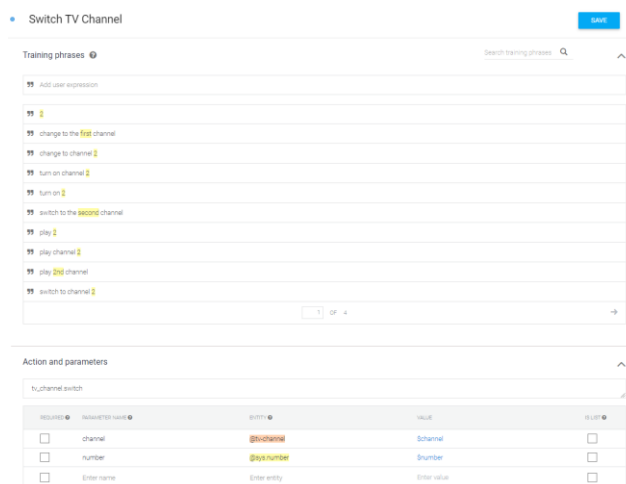 Switch TV Channel
SAVE
Training phrases
Search training phrases
Add user expression
2
change to the first channel
change to channel 2
turn on channel 2
turn on 2
switch to the second channel
play 2
play channel 2
play 2nd channel
switch to channel 2
1 OF 4
Action and parameters
tv_channel.switch
REQUIRED PARAMETER NAME ENTITY VALUE IS LIST
channel @tv-channel $channel
number @sys.number $number
Enter name Enter entity Enter value